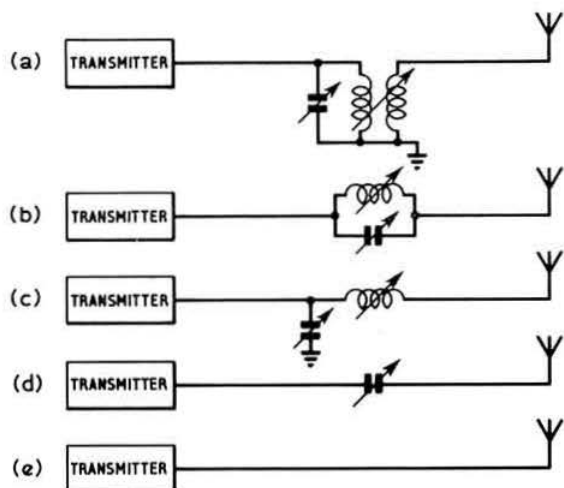 (a) TRANSMITTER
(b) TRANSMITTER
(c) TRANSMITTER
(d) TRANSMITTER
(e) TRANSMITTER